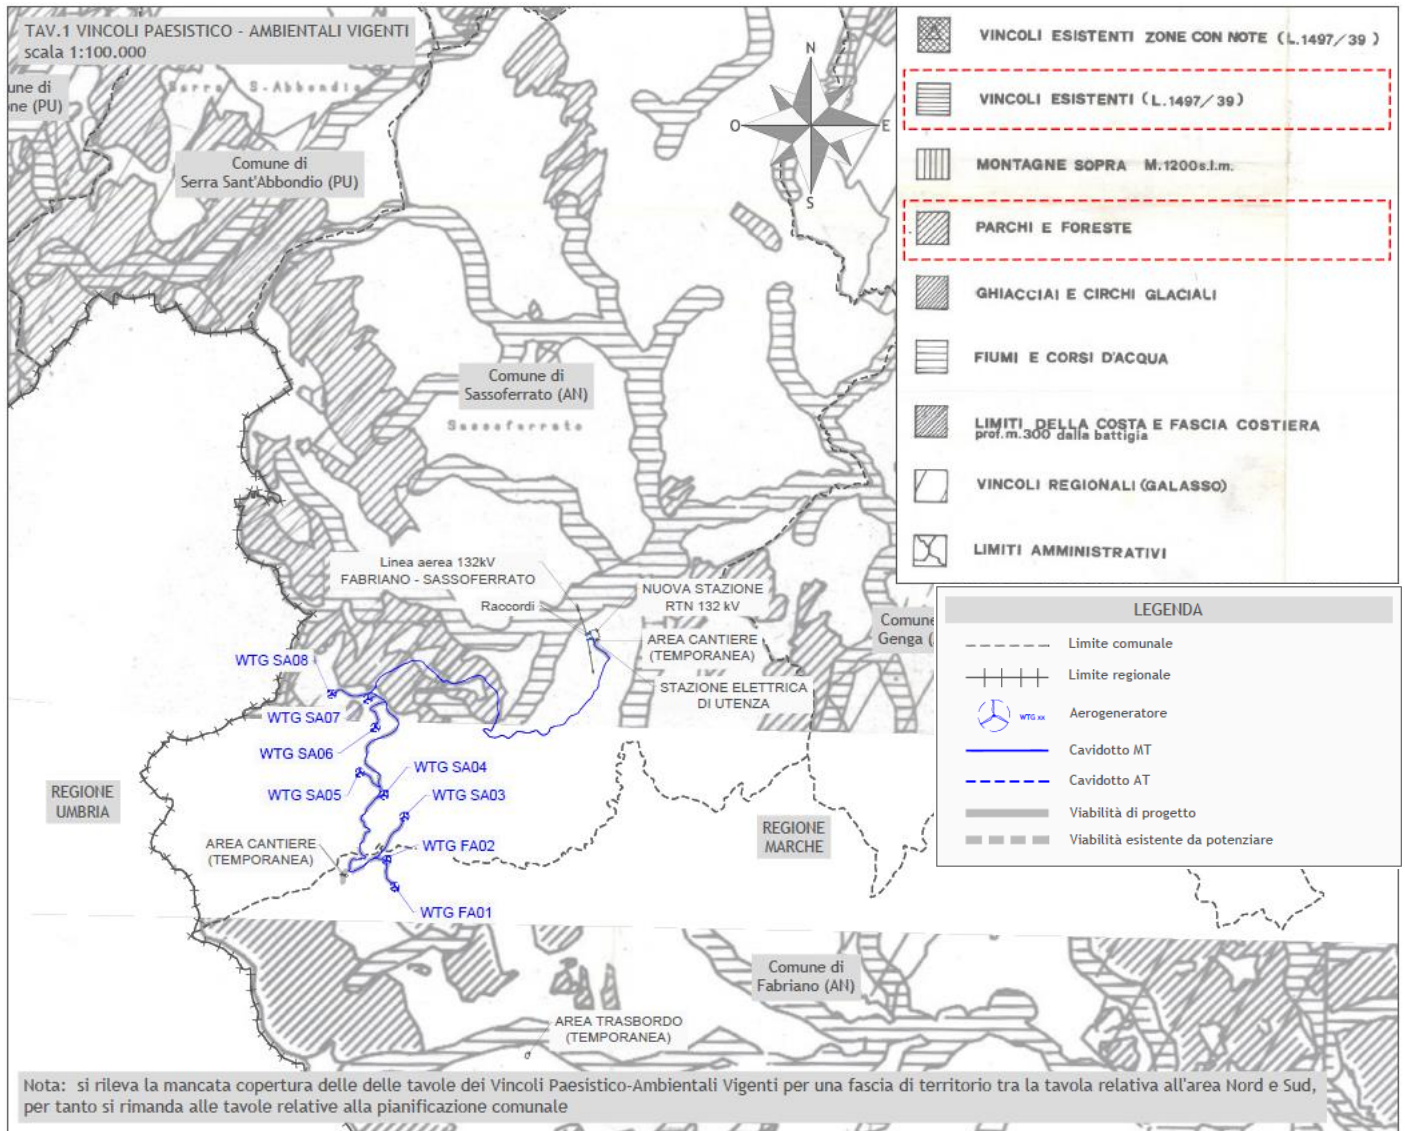 TAV.1 VINCOLI PAESISTICO - AMBIENTALI VIGENTI
scala 1:100.000
une di
one (PU)
Serra S-Abbondio
Comune di
Serra Sant'Abbondio (PU)
N
O
E
S
Comune di
Sassoferrato (AN)
Sassoferrato
Linea aerea 132kV
FABRIANO - SASSOFERRATO
Raccordi
NUOVA STAZIONE
RTN 132 kV
AREA CANTIERE
(TEMPORANEA)
STAZIONE ELETTRICA
DI UTENZA
Comune
Genga (
WTG SA08
WTG SA07
WTG SA06
WTG SA05
WTG SA04
WTG SA03
WTG FA02
WTG FA01
REGIONE
UMBRIA
AREA CANTIERE
(TEMPORANEA)
REGIONE
MARCHE
Comune di
Fabriano (AN)
AREA TRASBORDO
(TEMPORANEA)
VINCOLI ESISTENTI ZONE CON NOTE (L.1497/39)
VINCOLI ESISTENTI (L.1497/39)
MONTAGNE SOPRA M.1200s.l.m.
PARCHI E FORESTE
GHIACCIAI E CIRCHI GLACIALI
FIUMI E CORSI D'ACQUA
LIMITI DELLA COSTA E FASCIA COSTIERA
prof.m.300 dalla battigia
VINCOLI REGIONALI (GALASSO)
LIMITI AMMINISTRATIVI
LEGENDA
Limite comunale
Limite regionale
WTG xx Aerogeneratore
Cavidotto MT
Cavidotto AT
Viabilità di progetto
Viabilità esistente da potenziare
Nota: si rileva la mancata copertura delle delle tavole dei Vincoli Paesistico-Ambientali Vigenti per una fascia di territorio tra la tavola relativa all'area Nord e Sud,
per tanto si rimanda alle tavole relative alla pianificazione comunale